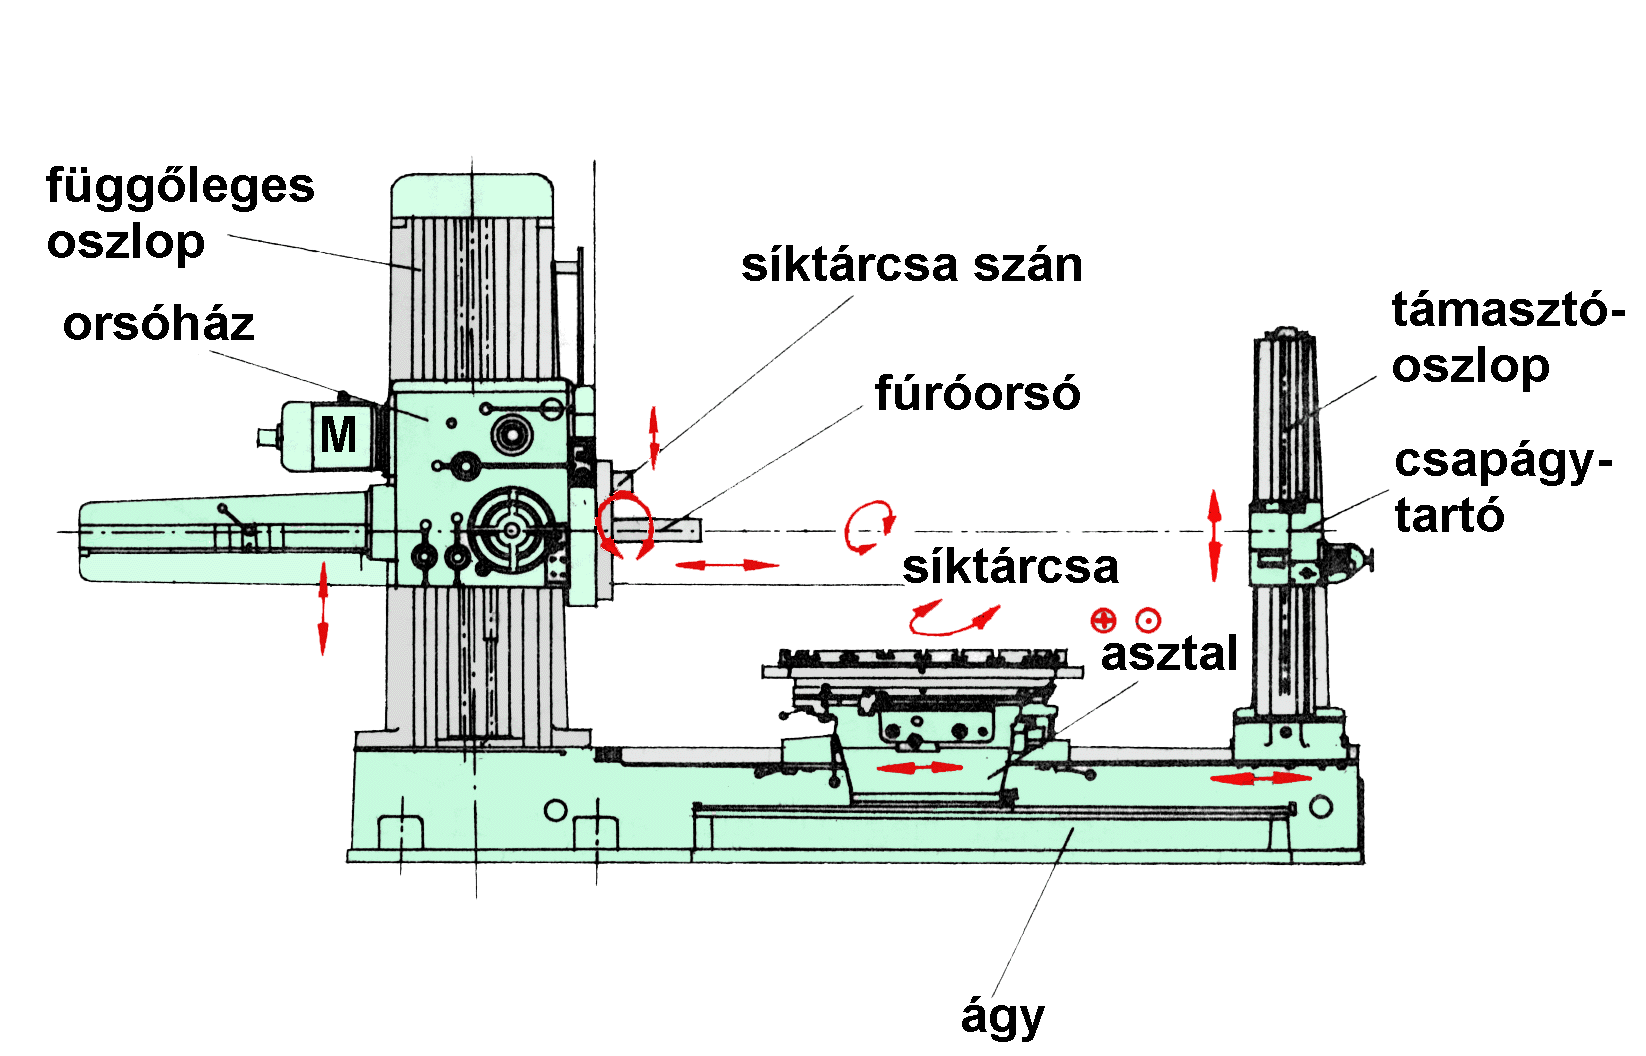 függőleges
oszlop
orsóház
M
síktárcsa szán
fúróorsó
támasztó-
oszlop
csapágy-
tartó
síktárcsa
asztal
ágy